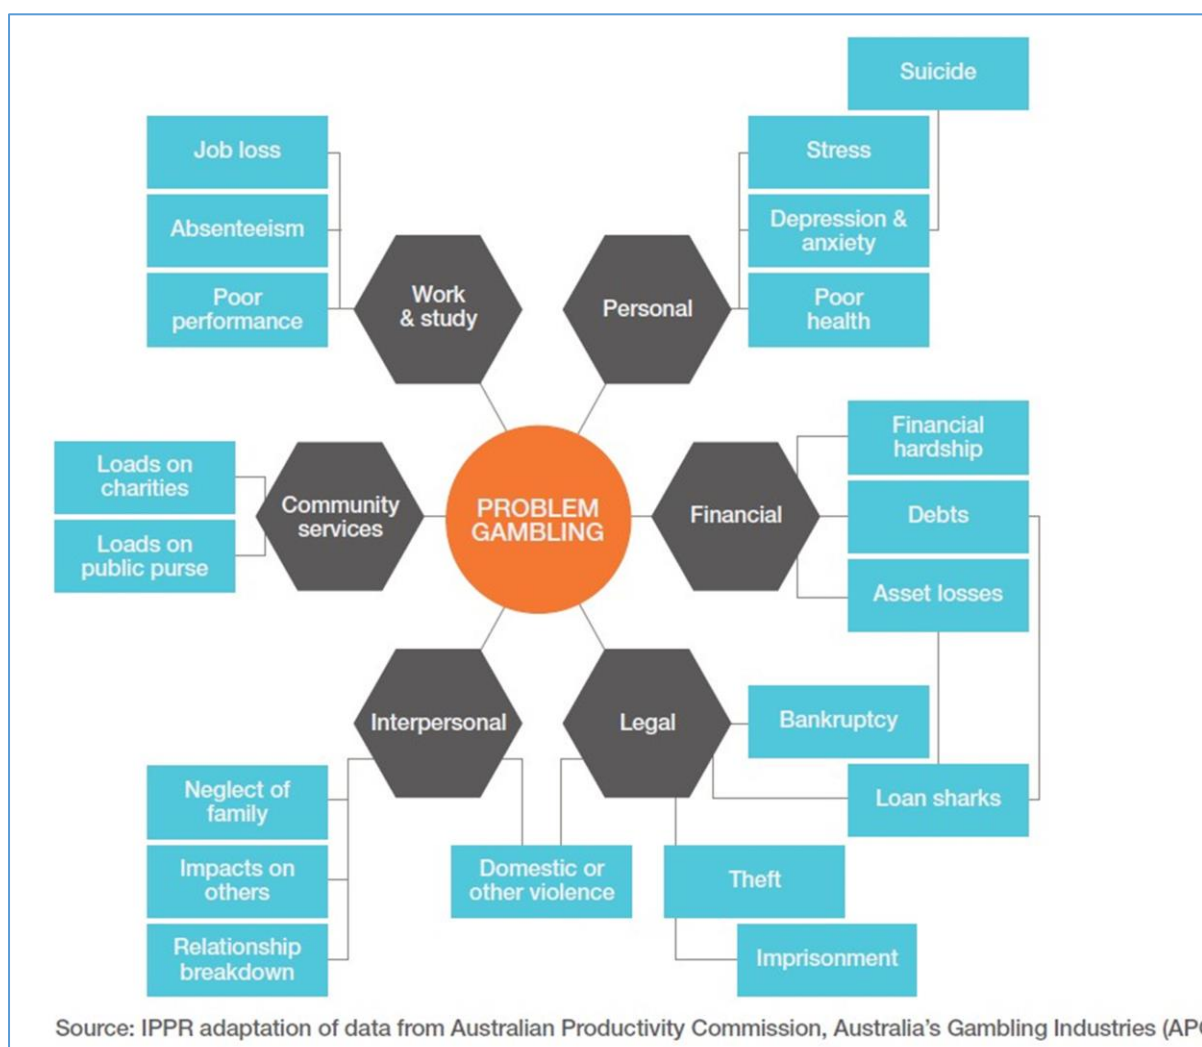 Suicide
Job loss
Stress
Absenteeism
Depression &
anxiety
Poor
performance
Work
& study
Personal
Poor
health
Financial
hardship
Loads on
charities
Community
services
PROBLEM
GAMBLING
Financial
Debts
Loads on
public purse
Asset losses
Interpersonal
Legal
Bankruptcy
Neglect of
family
Loan sharks
Impacts on
others
Domestic or
other violence
Theft
Relationship
breakdown
Imprisonment
Source: IPPR adaptation of data from Australian Productivity Commission, Australia's Gambling Industries